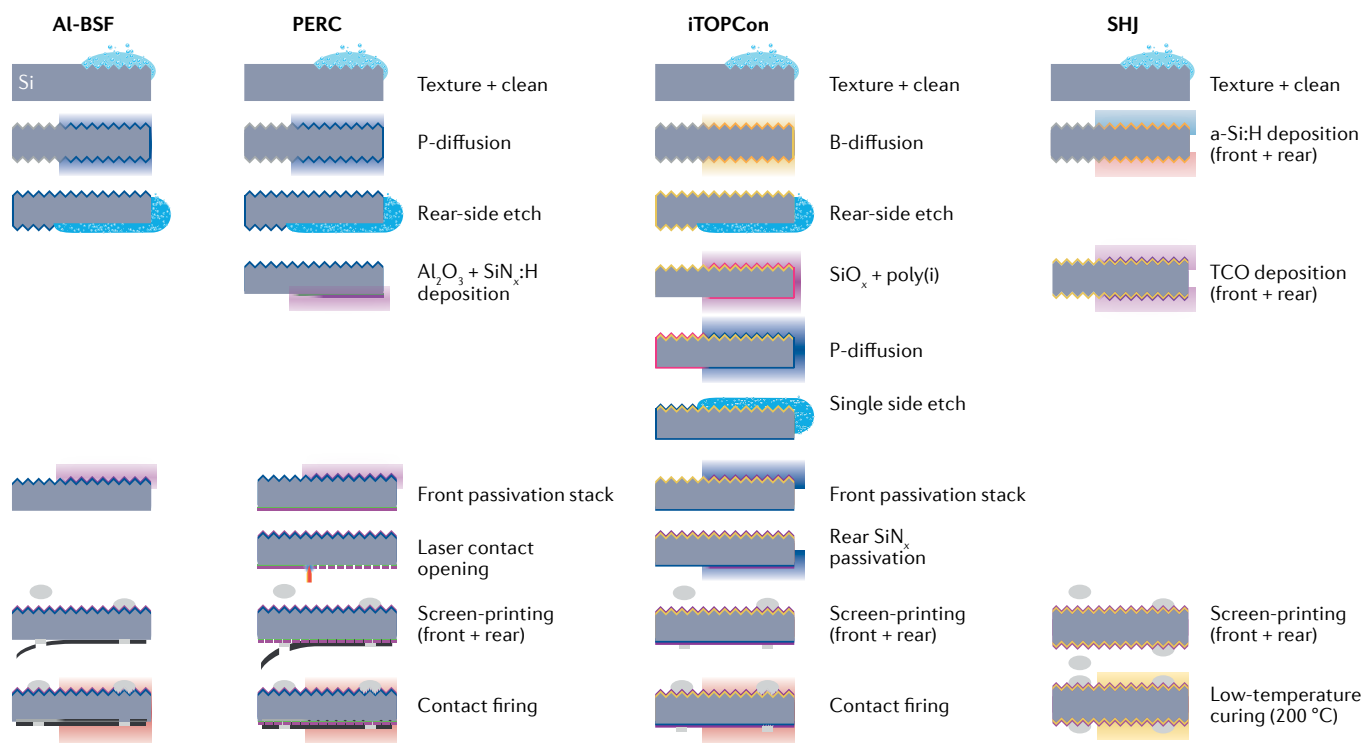 Al-BSF
PERC
iTOPCon
SHJ
Si
Texture + clean
Texture + clean
Texture + clean
P-diffusion
B-diffusion
a-Si:H deposition
(front + rear)
Rear-side etch
Rear-side etch
Al₂O₃ + SiNₓ:H
deposition
SiOₓ + poly(i)
TCO deposition
(front + rear)
P-diffusion
Single side etch
Front passivation stack
Front passivation stack
Laser contact
opening
Rear SiNₓ
passivation
Screen-printing
(front + rear)
Screen-printing
(front + rear)
Screen-printing
(front + rear)
Contact firing
Contact firing
Low-temperature
curing (200 °C)